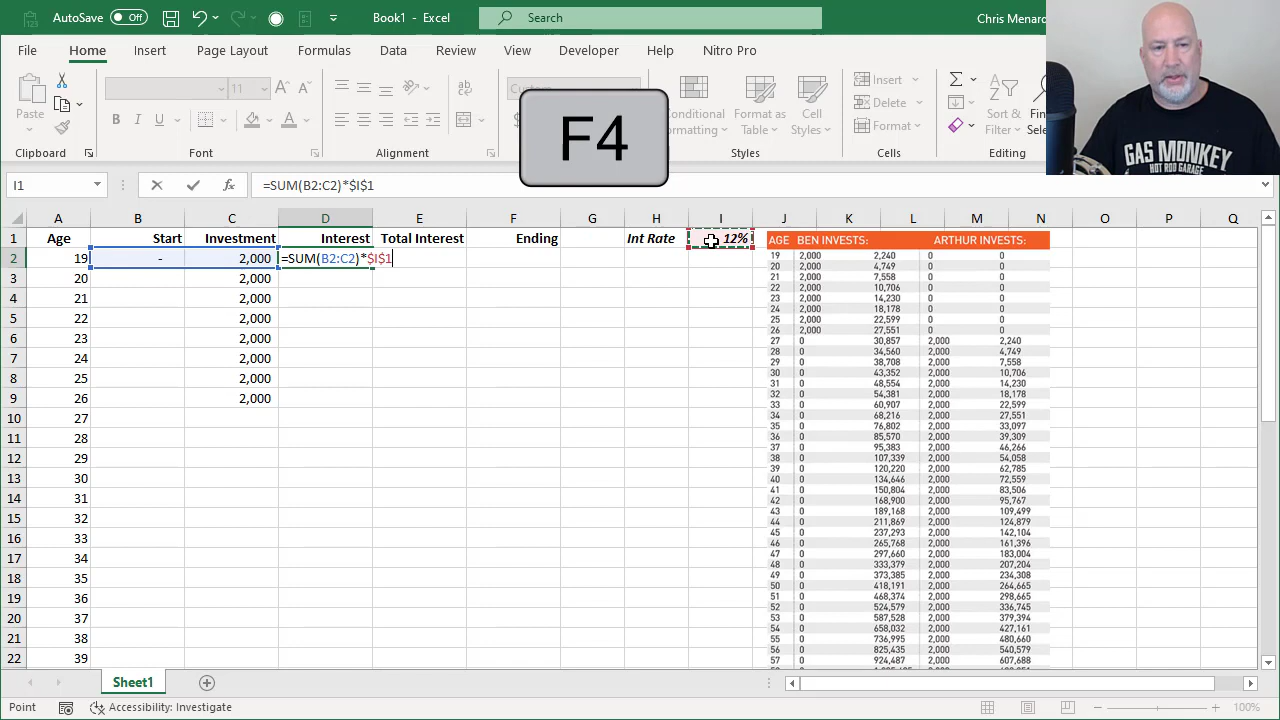 AutoSave Off Book1 - Excel Search Chris Menard
File Home Insert Page Layout Formulas Data Review View Developer Help Nitro Pro
Paste 11 Custom Conditional Formatting Format as Table Cell Styles Insert Delete Format Sort &
B I U A
Clipboard Font Alignment Styles Cells Editing
F4
GAS MONKEY
HOT ROD GARAGE
I1 fx =SUM(B2:C2)*$I$1
A B C D E F G H I J K L M N O P Q
1 Age Start Investment Interest Total Interest Ending Int Rate 12% AGE BEN INVESTS: ARTHUR INVESTS:
2 19 - 2,000 =SUM(B2:C2)*$I$1
3 20 2,000
4 21 2,000
5 22 2,000
6 23 2,000
7 24 2,000
8 25 2,000
9 26 2,000
10 27
11 28
12 29
13 30
14 31
15 32
16 33
17 34
18 35
19 36
20 37
21 38
22 39
19 2,000 2,240 0 0
20 2,000 4,749 0 0
21 2,000 7,558 0 0
22 2,000 10,706 0 0
23 2,000 14,230 0 0
24 2,000 18,178 0 0
25 2,000 22,599 0 0
26 2,000 27,551 0 0
27 0 30,857 2,000 2,240
28 0 34,560 2,000 4,749
29 0 38,708 2,000 7,558
30 0 43,352 2,000 10,706
31 0 48,554 2,000 14,230
32 0 54,381 2,000 18,178
33 0 60,907 2,000 22,599
34 0 68,216 2,000 27,551
35 0 76,802 2,000 33,097
36 0 85,570 2,000 39,309
37 0 95,383 2,000 46,266
38 0 107,339 2,000 54,058
39 0 120,220 2,000 62,785
40 0 134,646 2,000 72,559
41 0 150,804 2,000 83,506
42 0 168,900 2,000 95,767
43 0 189,168 2,000 109,499
44 0 211,869 2,000 124,879
45 0 237,293 2,000 142,104
46 0 265,768 2,000 161,396
47 0 297,660 2,000 183,004
48 0 333,379 2,000 207,204
49 0 373,385 2,000 234,308
50 0 418,191 2,000 264,665
51 0 468,374 2,000 298,665
52 0 524,579 2,000 336,745
53 0 587,528 2,000 379,394
54 0 658,032 2,000 427,161
55 0 736,995 2,000 480,660
56 0 825,435 2,000 540,579
57 0 924,487 2,000 607,688
Sheet1
Point Accessibility: Investigate 100%